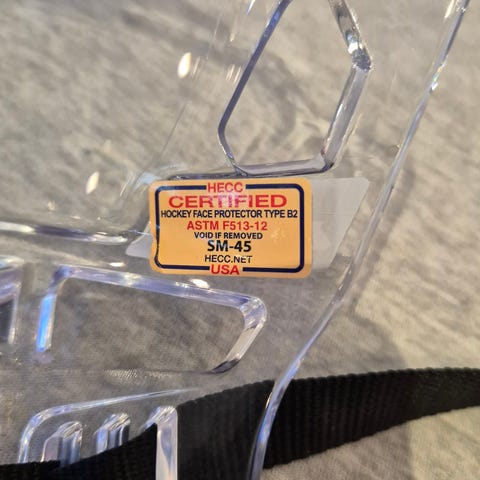 HECC
CERTIFIED
HOCKEY FACE PROTECTOR TYPE B2
ASTM F513-12
VOID IF REMOVED
SM-45
HECC.NET
USA